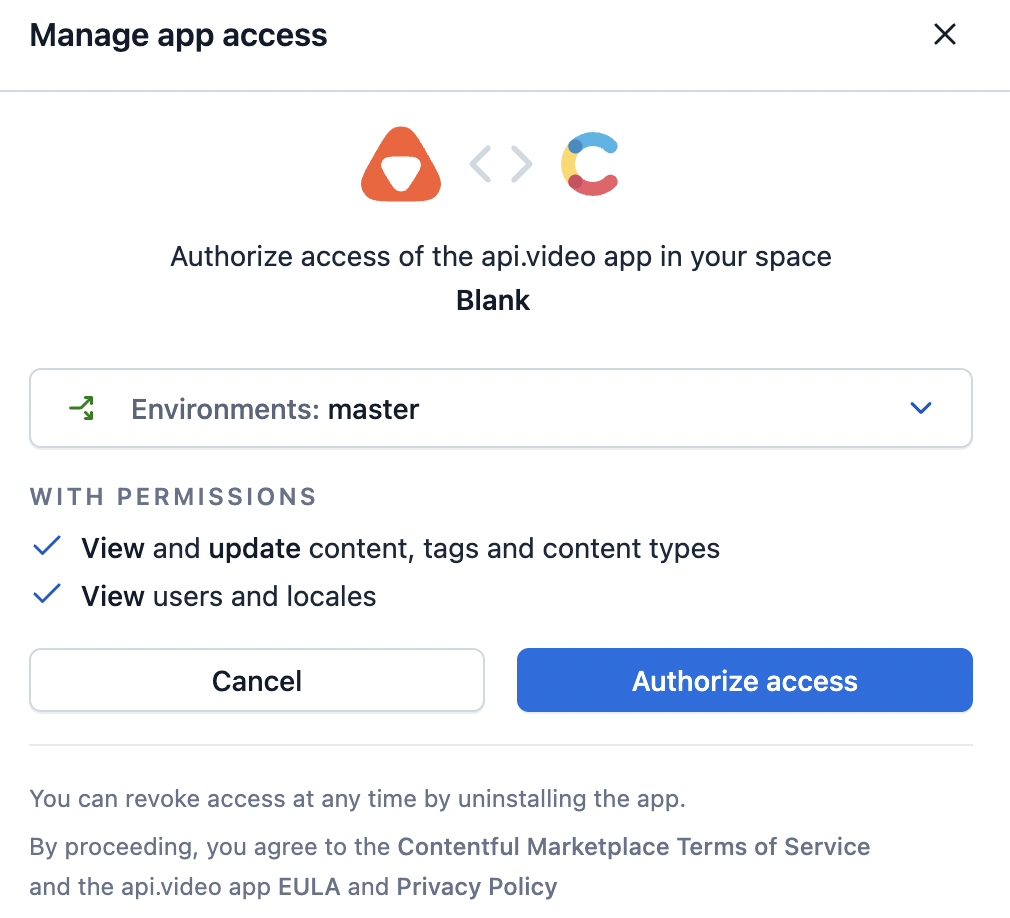 Manage app access
Authorize access of the api.video app in your space
Blank
Environments: master
WITH PERMISSIONS
View and update content, tags and content types
View users and locales
Cancel
Authorize access
You can revoke access at any time by uninstalling the app.
By proceeding, you agree to the Contentful Marketplace Terms of Service
and the api.video app EULA and Privacy Policy